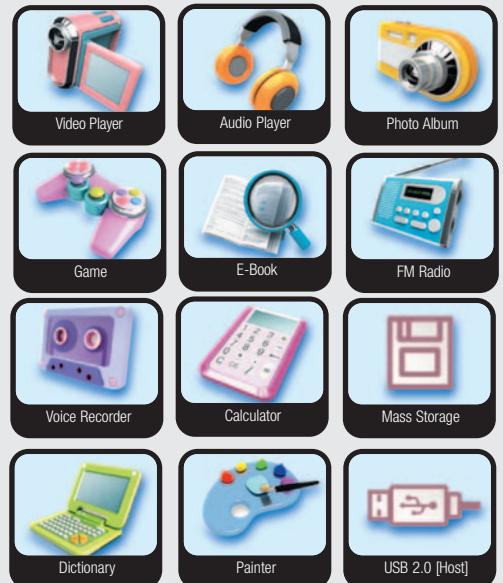 Video Player
Audio Player
Photo Album
Game
E-Book
FM Radio
Voice Recorder
Calculator
Mass Storage
Dictionary
Painter
USB 2.0 [Host]